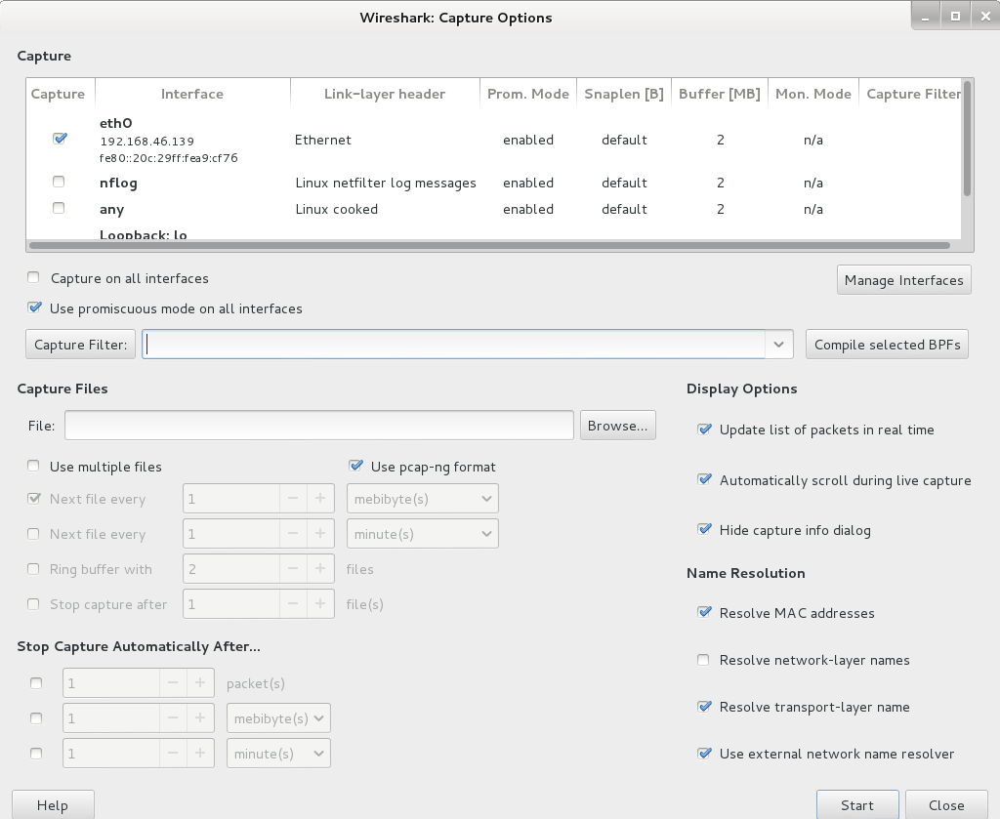 Wireshark: Capture Options
Capture
Capture Interface Link-layer header Prom. Mode Snaplen [B] Buffer [MB] Mon. Mode Capture Filter
eth0
192.168.46.139
fe80::20c:29ff:fea9:cf76
Ethernet enabled default 2 n/a
nflog Linux netfilter log messages enabled default 2 n/a
any Linux cooked enabled default 2 n/a
Loopback: lo
Capture on all interfaces
Manage Interfaces
Use promiscuous mode on all interfaces
Capture Filter:
Compile selected BPFs
Capture Files
File:
Browse...
Use multiple files
Use pcap-ng format
Next file every 1 mebibyte(s)
Next file every 1 minute(s)
Ring buffer with 2 files
Stop capture after 1 file(s)
Stop Capture Automatically After...
1 packet(s)
1 mebibyte(s)
1 minute(s)
Display Options
Update list of packets in real time
Automatically scroll during live capture
Hide capture info dialog
Name Resolution
Resolve MAC addresses
Resolve network-layer names
Resolve transport-layer name
Use external network name resolver
Help
Start
Close